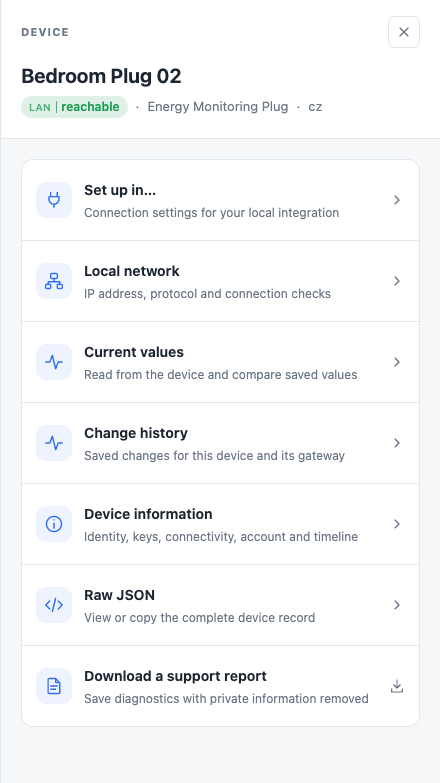 DEVICE
Bedroom Plug 02
LAN | reachable · Energy Monitoring Plug · cz
Set up in...
Connection settings for your local integration
Local network
IP address, protocol and connection checks
Current values
Read from the device and compare saved values
Change history
Saved changes for this device and its gateway
Device information
Identity, keys, connectivity, account and timeline
Raw JSON
View or copy the complete device record
Download a support report
Save diagnostics with private information removed